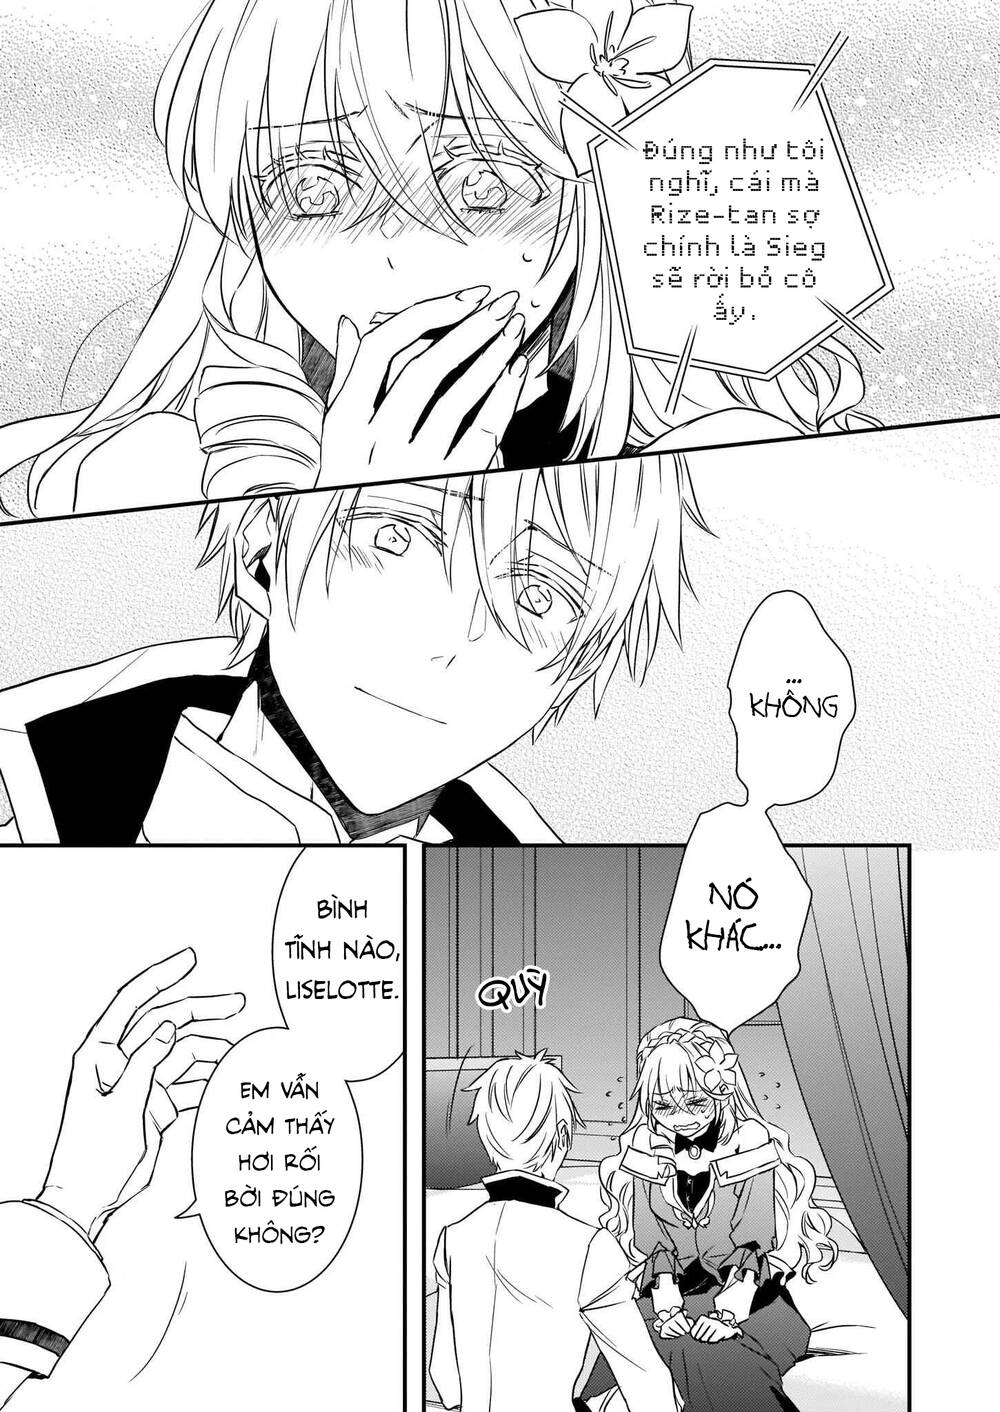 Đúng như tôi
nghĩ, cái mà
Rize-tan sợ
chính là Sieg
sẽ rời bỏ cô
ấy.
...
KHÔNG
NÓ
KHÁC...
QUỲ
BÌNH
TĨNH NÀO,
LISELOTTE.
EM VẪN
CẢM THẤY
HƠI RỐI
BỜI ĐÚNG
KHÔNG?